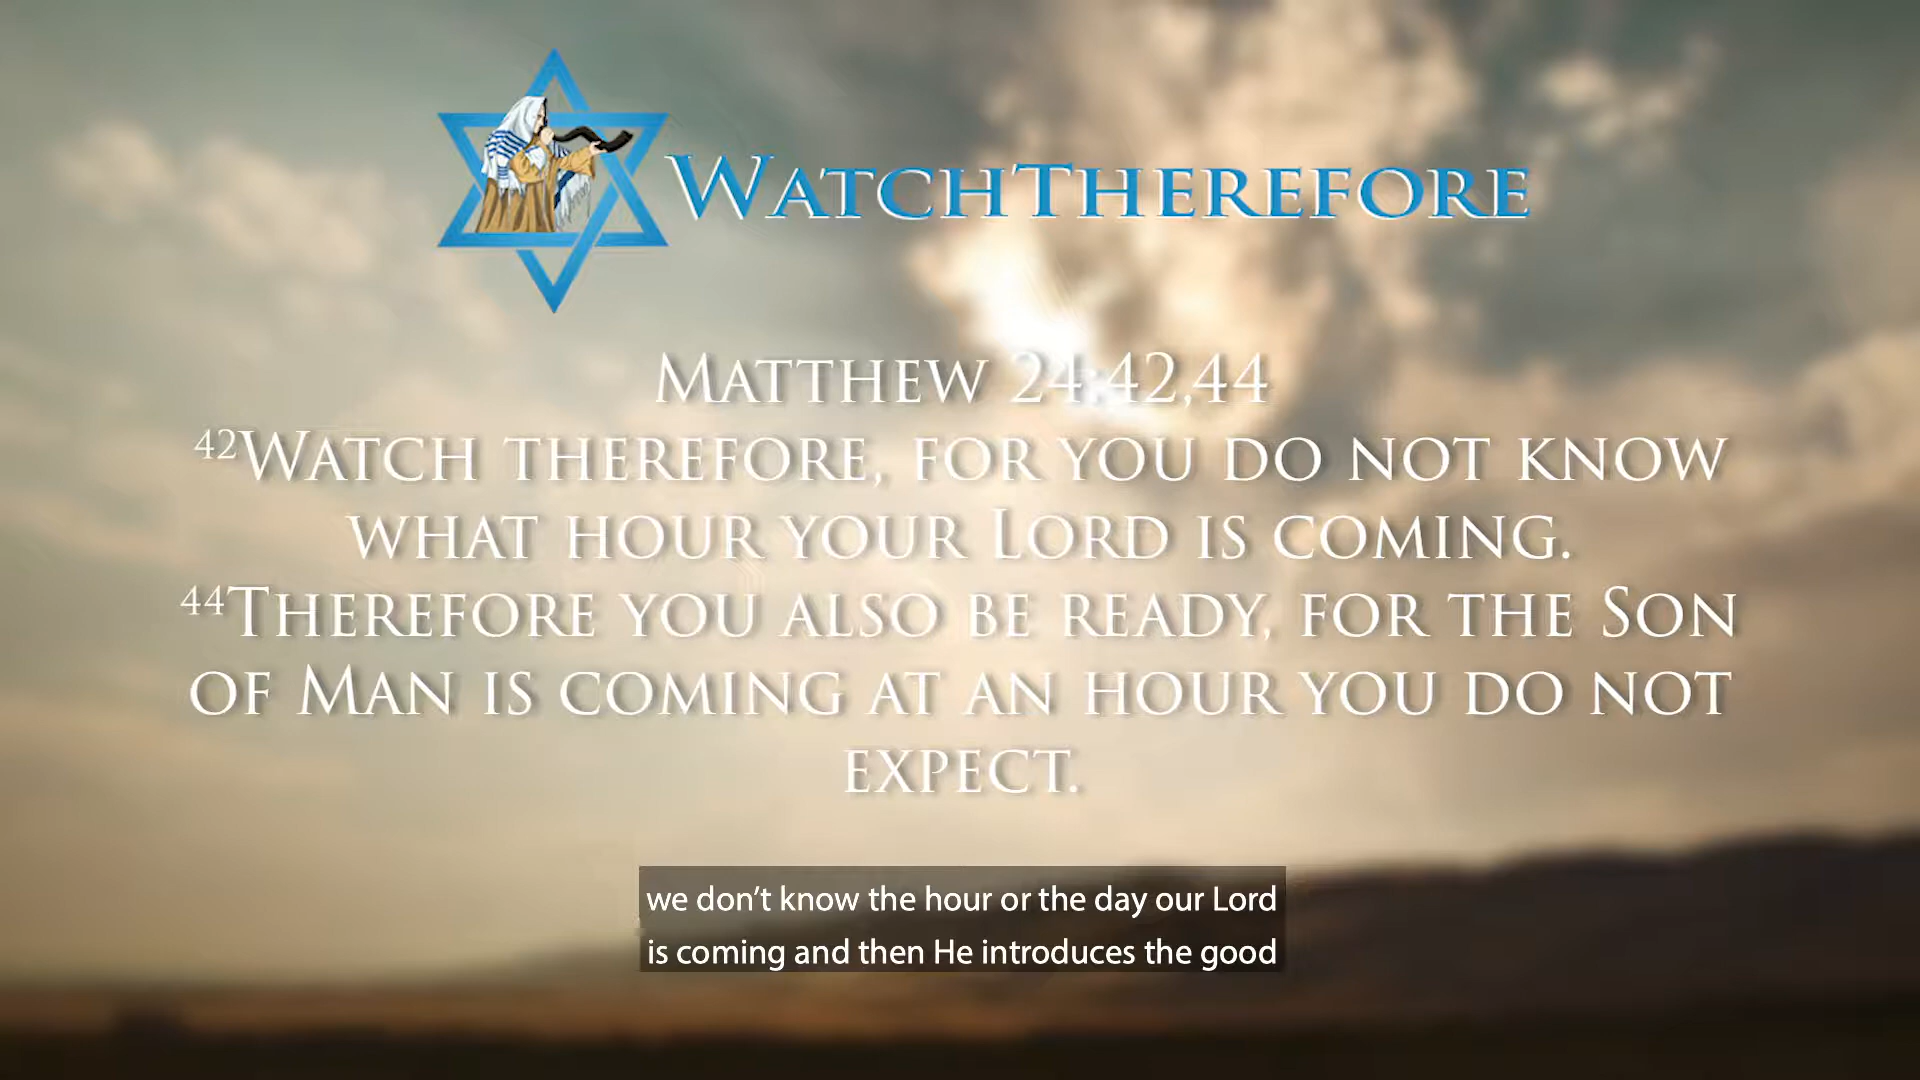 WatchTherefore
Matthew 24:42,44
42Watch therefore, for you do not know
what hour your Lord is coming.
44Therefore you also be ready, for the Son
of Man is coming at an hour you do not
expect.
we don’t know the hour or the day our Lord
is coming and then He introduces the good